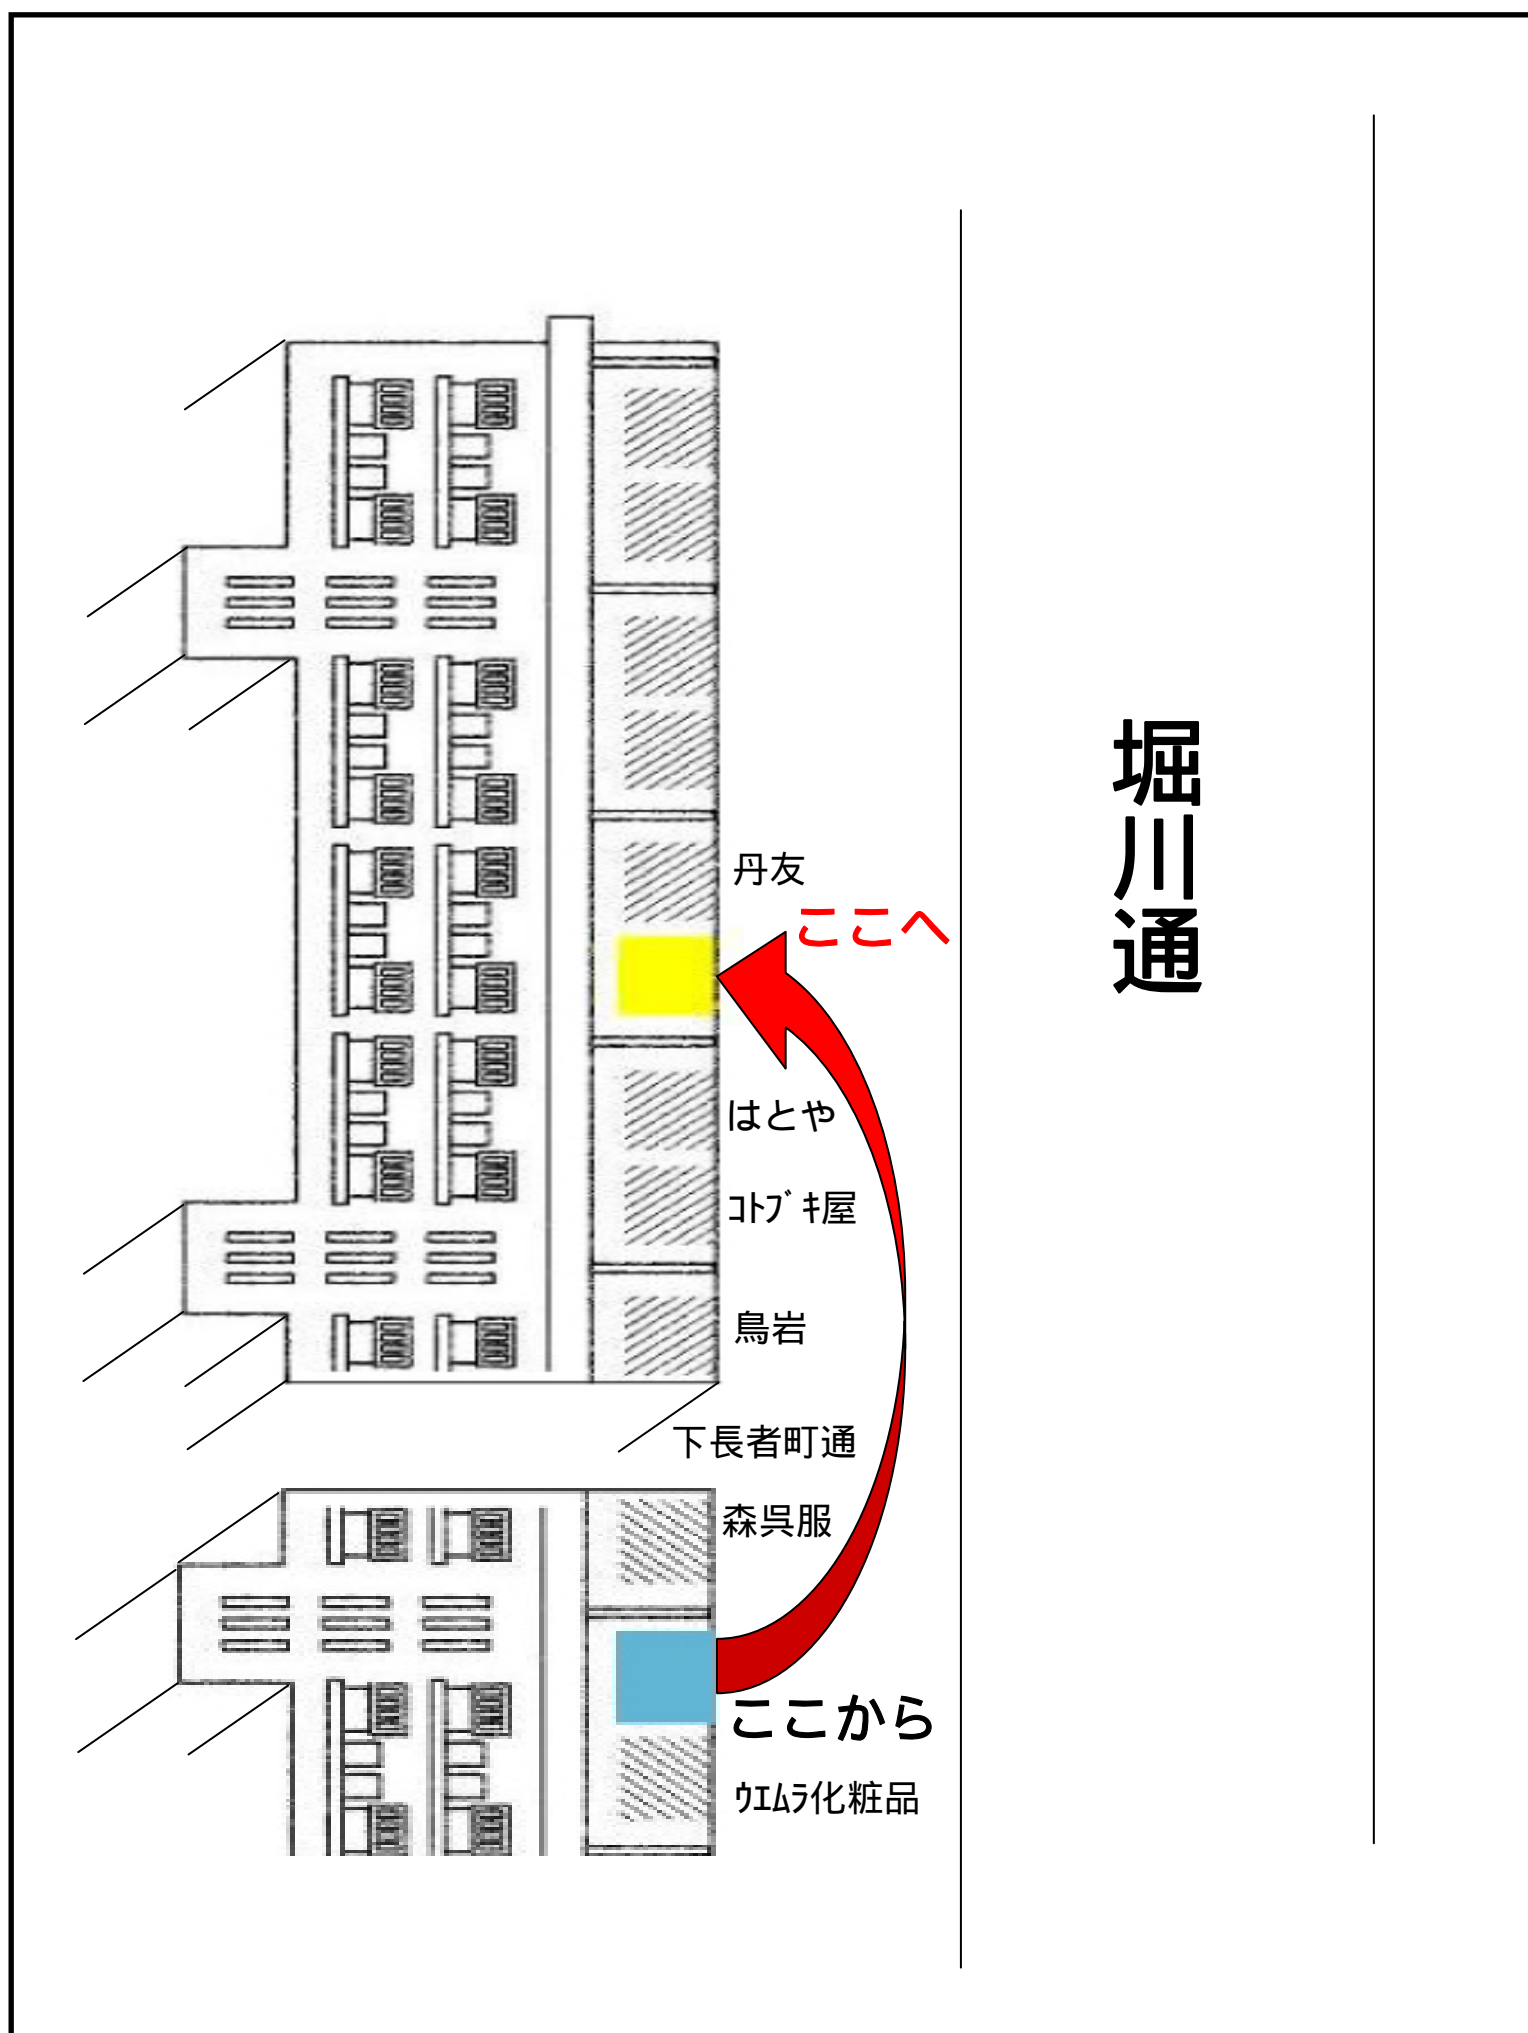 丹友
ここへ
はとや
ｺﾄﾌﾞｷ屋
鳥岩
下長者町通
森呉服
ここから
ｳｴﾑﾗ化粧品
堀川通